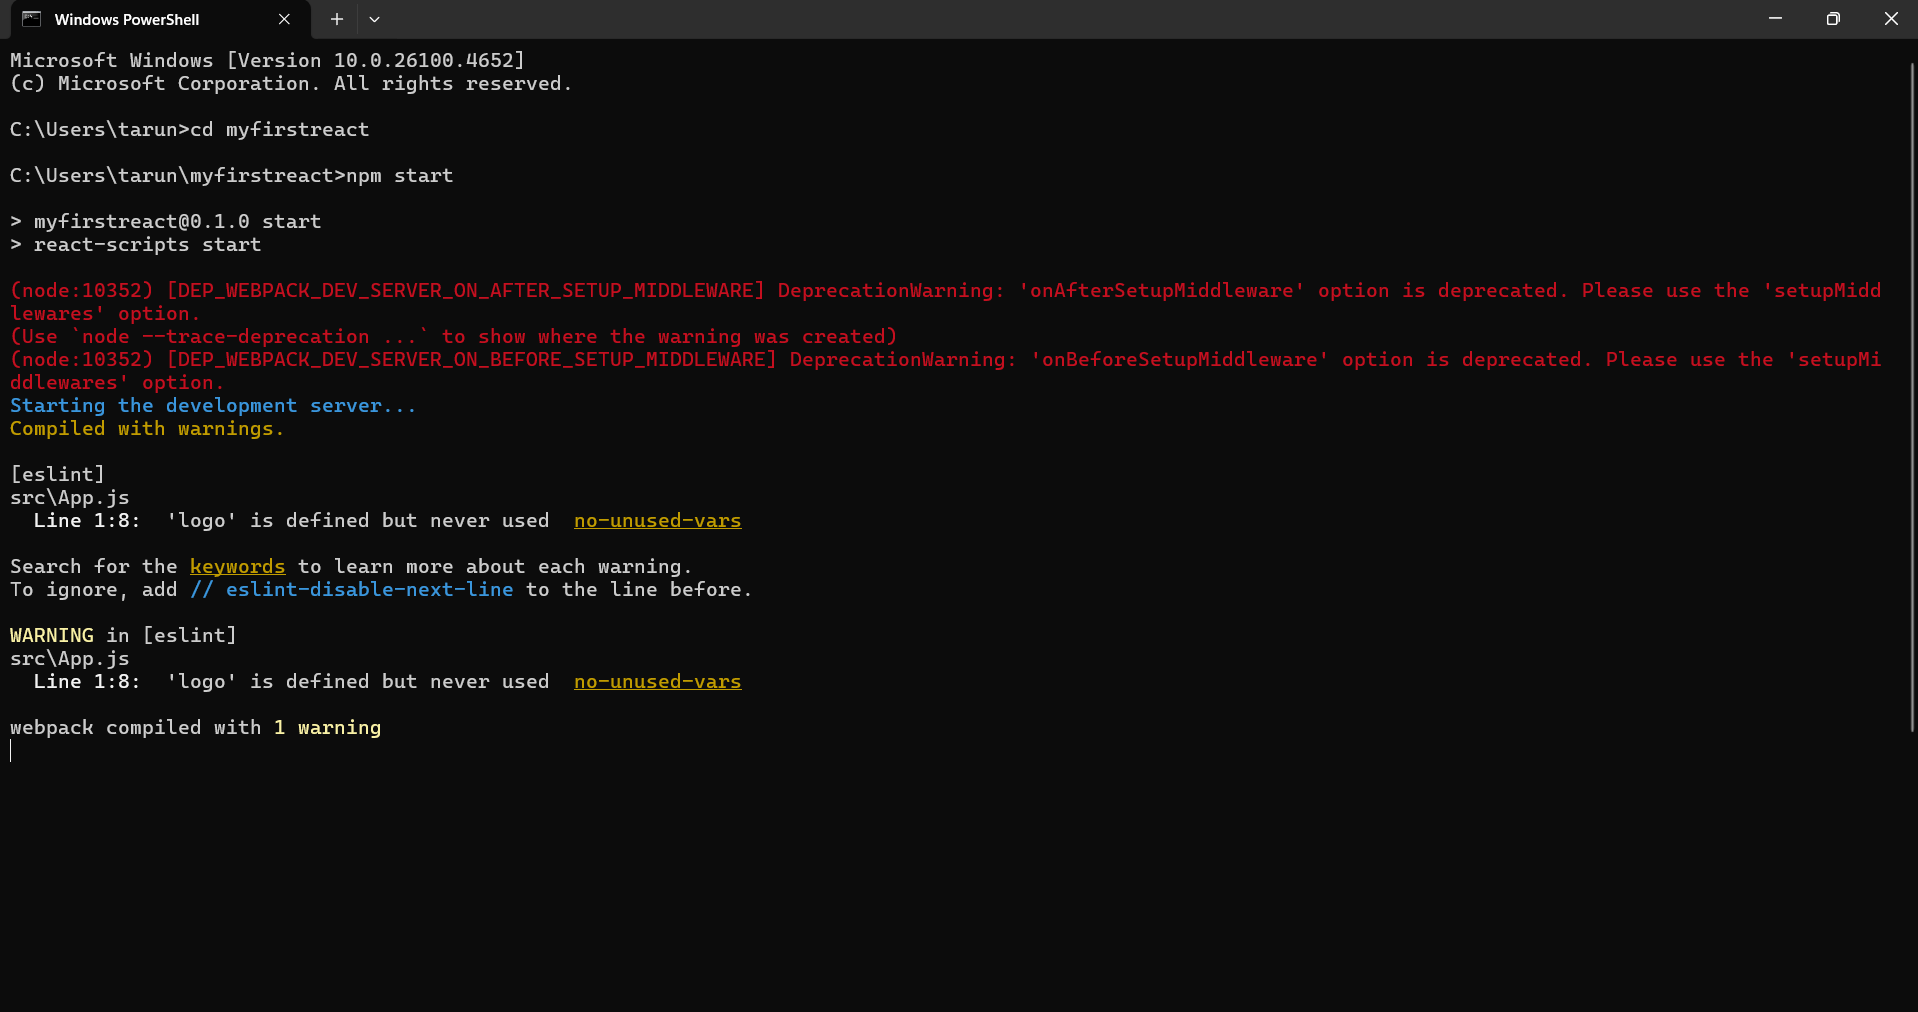 Windows PowerShell
Microsoft Windows [Version 10.0.26100.4652]
(c) Microsoft Corporation. All rights reserved.
C:\Users\tarun>cd myfirstreact
C:\Users\tarun\myfirstreact>npm start
> myfirstreact@0.1.0 start
> react-scripts start
(node:10352) [DEP_WEBPACK_DEV_SERVER_ON_AFTER_SETUP_MIDDLEWARE] DeprecationWarning: 'onAfterSetupMiddleware' option is deprecated. Please use the 'setupMidd
lewares' option.
(Use `node --trace-deprecation ...` to show where the warning was created)
(node:10352) [DEP_WEBPACK_DEV_SERVER_ON_BEFORE_SETUP_MIDDLEWARE] DeprecationWarning: 'onBeforeSetupMiddleware' option is deprecated. Please use the 'setupMi
ddlewares' option.
Starting the development server...
Compiled with warnings.
[eslint]
src\App.js
  Line 1:8:  'logo' is defined but never used  no-unused-vars
Search for the keywords to learn more about each warning.
To ignore, add // eslint-disable-next-line to the line before.
WARNING in [eslint]
src\App.js
  Line 1:8:  'logo' is defined but never used  no-unused-vars
webpack compiled with 1 warning